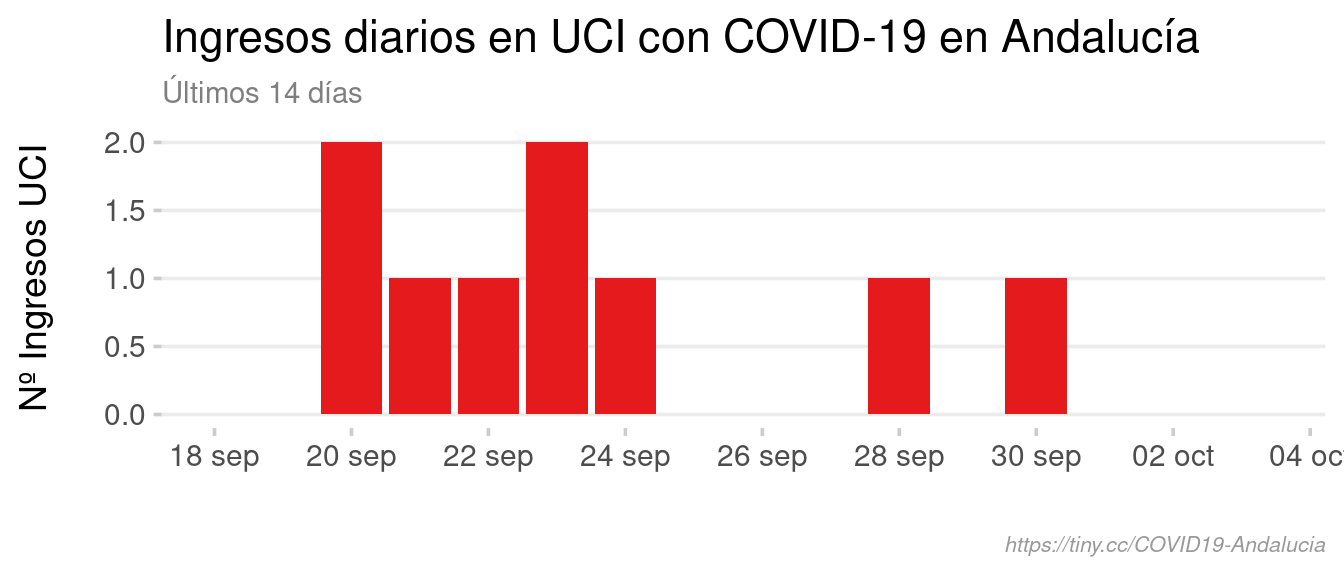 Ingresos diarios en UCI con COVID-19 en Andalucía
Últimos 14 días
Nº Ingresos UCI
2.0
1.5
1.0
0.5
0.0
18 sep
20 sep
22 sep
24 sep
26 sep
28 sep
30 sep
02 oct
04 oc
https://tiny.cc/COVID19-Andalucia